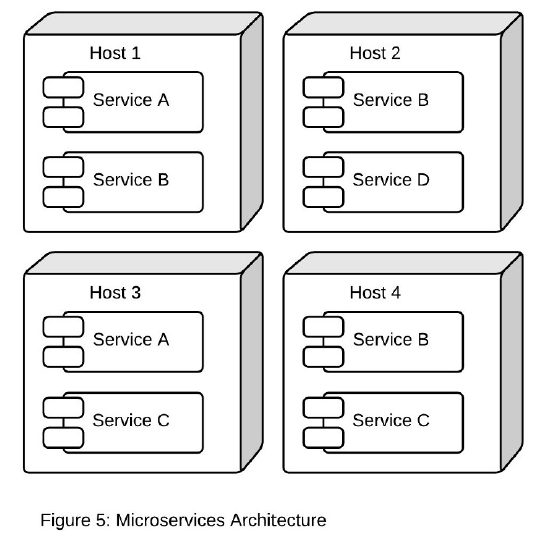 Host 1
Service A
Service B
Host 2
Service B
Service D
Host 3
Service A
Service C
Host 4
Service B
Service C
Figure 5: Microservices Architecture